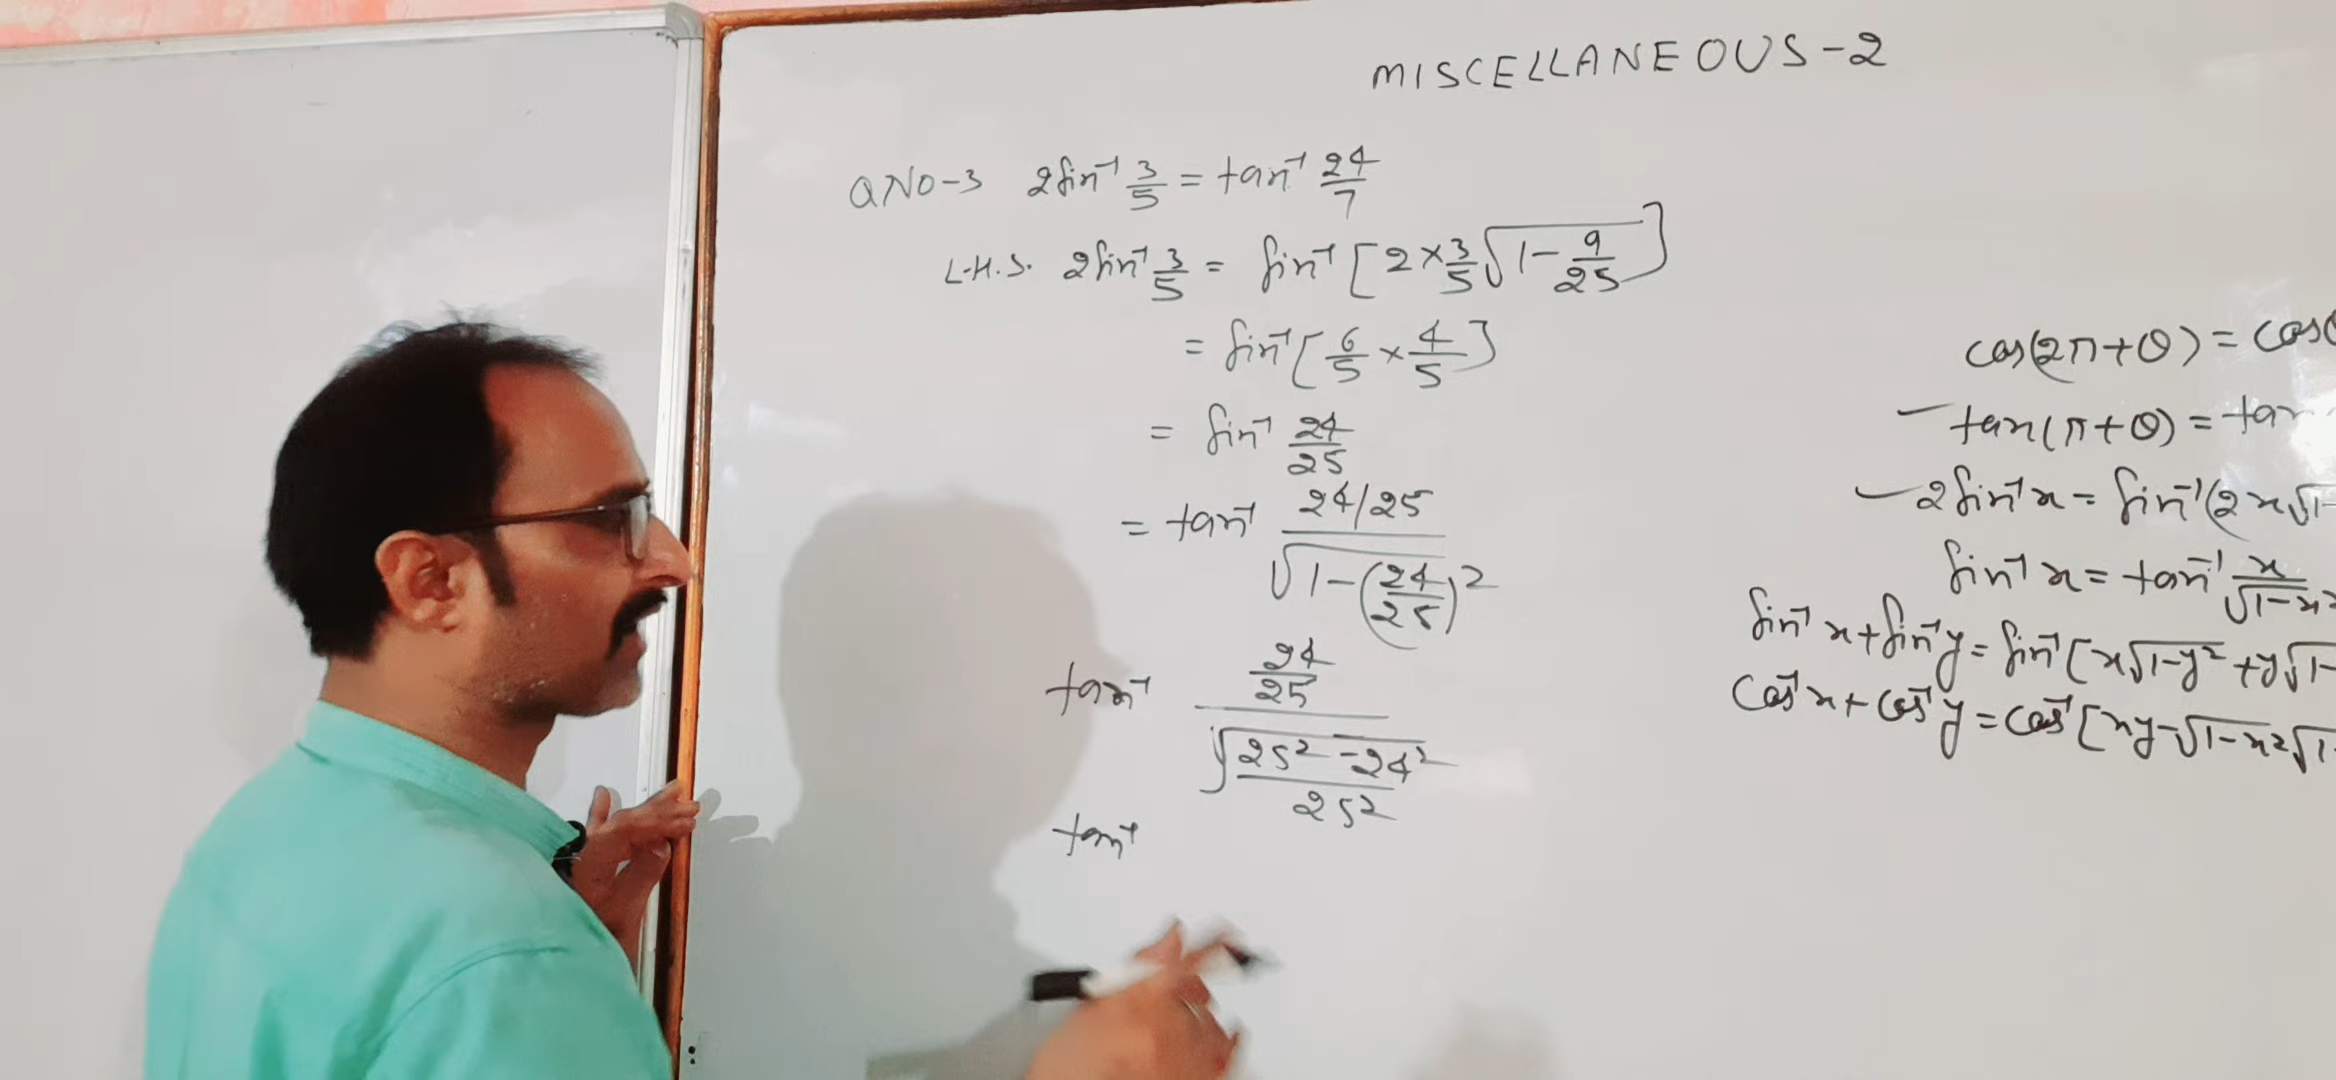 MISCELLANEOUS-2
QNO-3 2sin⁻¹ 3/5 = tan⁻¹ 24/7
L.H.S. 2sin⁻¹ 3/5 = sin⁻¹ [2×3/5 √(1-9/25)]
= sin⁻¹ [6/5 × 4/5]
= sin⁻¹ 24/25
= tan⁻¹ (24/25)/√(1-(24/25)²)
tan⁻¹ (24/25)/√((25²-24²)/25²)
tan⁻¹
cos(2π+θ) = cosθ
tan(π+θ) = tan
2sin⁻¹x = sin⁻¹(2x√1-
sin⁻¹x = tan⁻¹ x/√(1-x²)
sin⁻¹x+sin⁻¹y = sin⁻¹[x√(1-y²)+y√1-
cos⁻¹x+cos⁻¹y = cos⁻¹[xy-√(1-x²)√1-